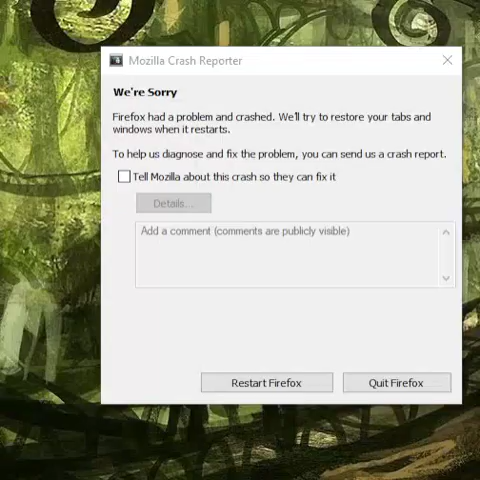 Mozilla Crash Reporter
We're Sorry
Firefox had a problem and crashed. We'll try to restore your tabs and
windows when it restarts.
To help us diagnose and fix the problem, you can send us a crash report.
Tell Mozilla about this crash so they can fix it
Details...
Add a comment (comments are publicly visible)
Restart Firefox
Quit Firefox